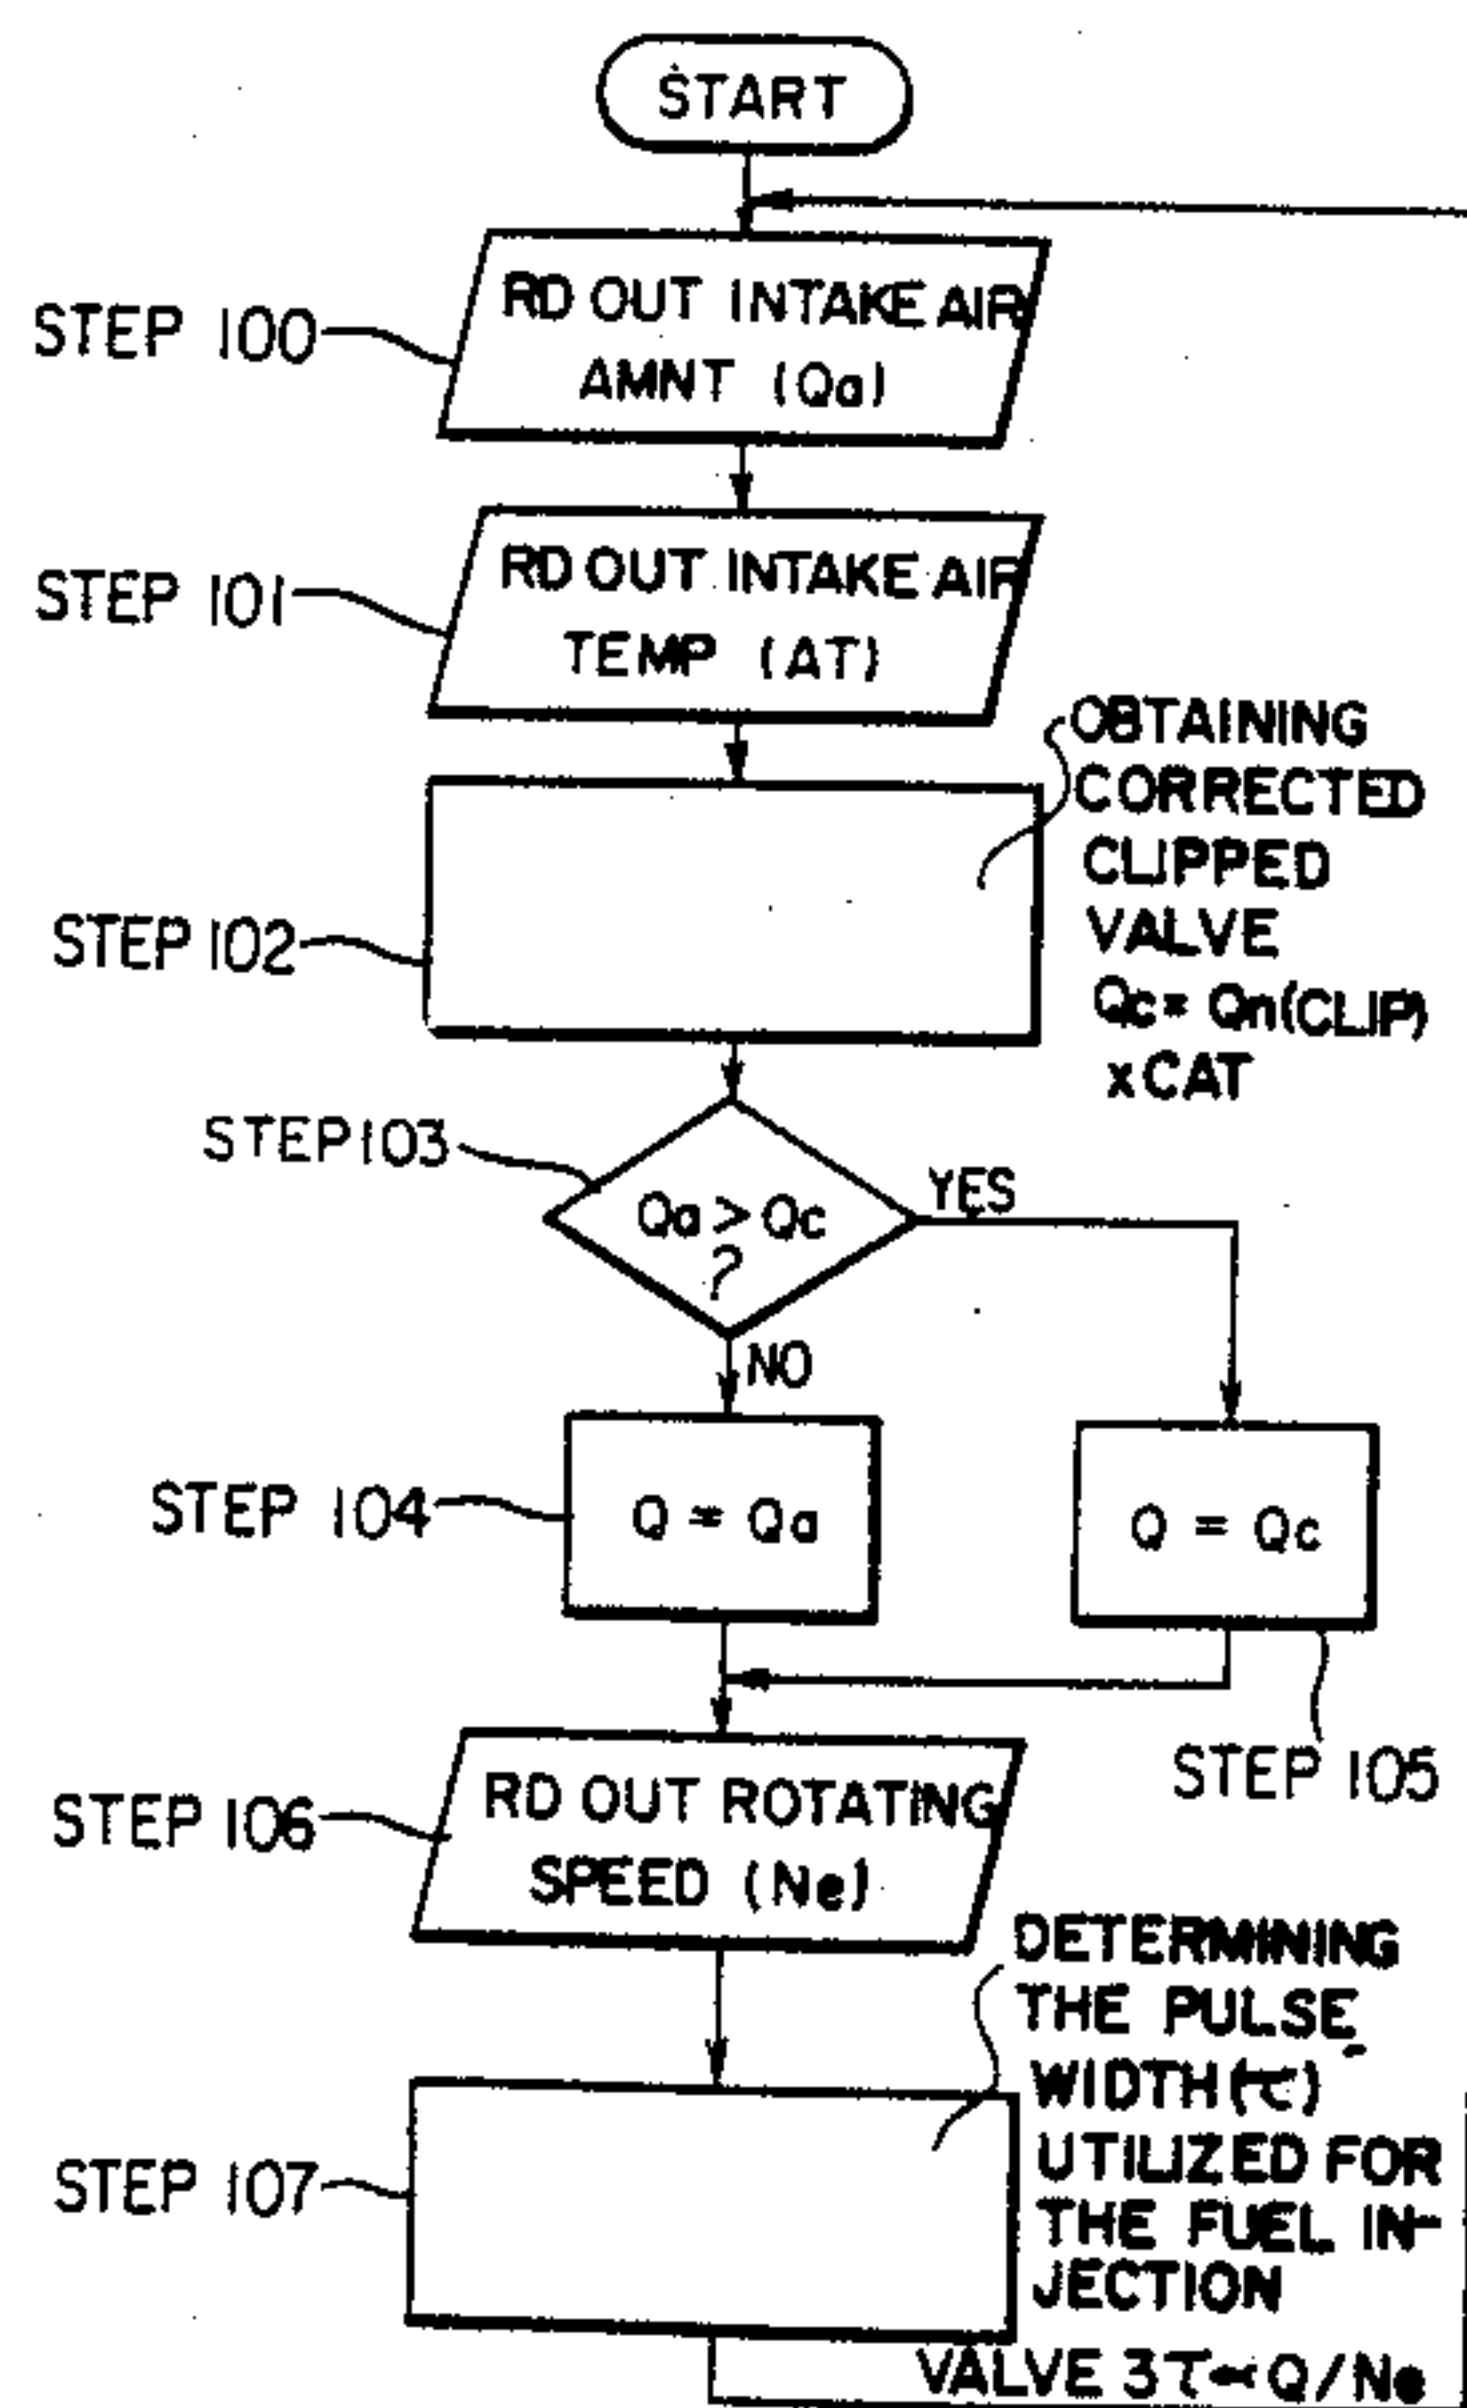 START
STEP 100
RD OUT INTAKE AIR
AMNT (Qa)
STEP 101
RD OUT INTAKE AIR
TEMP (AT)
OBTAINING
CORRECTED
CLIPPED
VALVE
Qc = Qn(CLIP)
x CAT
STEP 102
STEP 103
Qa > Qc
?
YES
NO
STEP 104
Q = Qa
Q = Qc
STEP 105
STEP 106
RD OUT ROTATING
SPEED (Ne)
DETERMINING
THE PULSE
WIDTH (τ)
UTILIZED FOR
THE FUEL IN-
JECTION
VALVE 3 τ ∝ Q / Ne
STEP 107